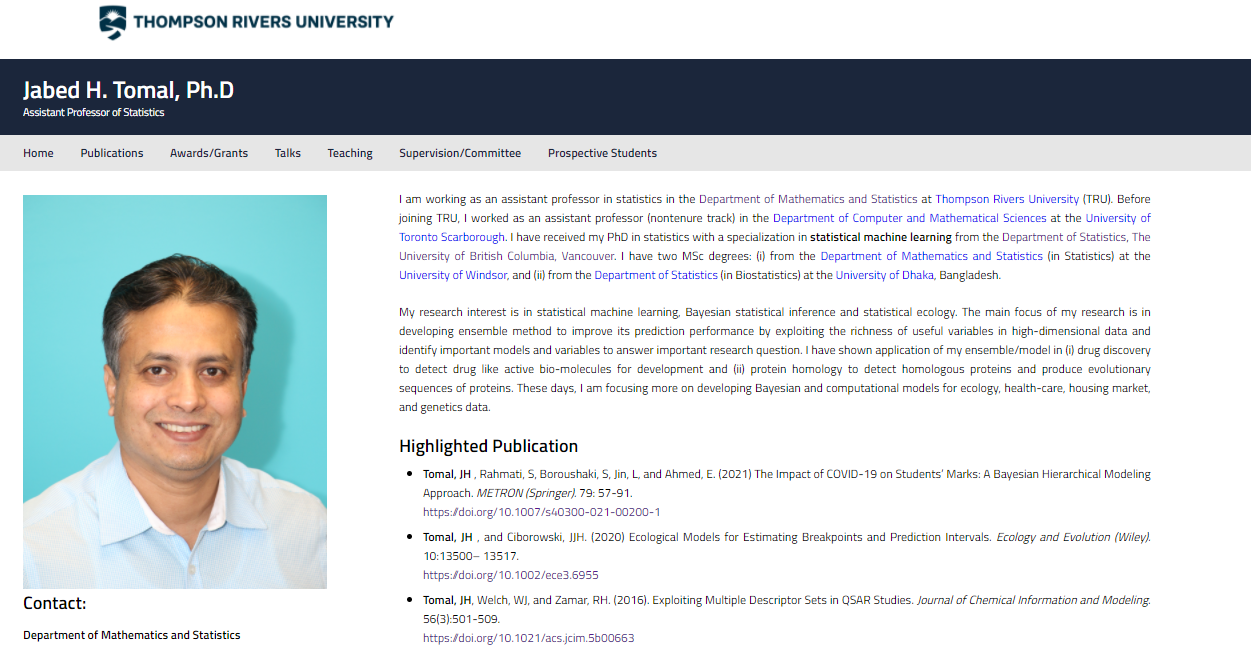 THOMPSON RIVERS UNIVERSITY
Jabed H. Tomal, Ph.D
Assistant Professor of Statistics
Home Publications Awards/Grants Talks Teaching Supervision/Committee Prospective Students
I am working as an assistant professor in statistics in the Department of Mathematics and Statistics at Thompson Rivers University (TRU). Before
joining TRU, I worked as an assistant professor (nontenure track) in the Department of Computer and Mathematical Sciences at the University of
Toronto Scarborough. I have received my PhD in statistics with a specialization in statistical machine learning from the Department of Statistics, The
University of British Columbia, Vancouver. I have two MSc degrees: (i) from the Department of Mathematics and Statistics (in Statistics) at the
University of Windsor, and (ii) from the Department of Statistics (in Biostatistics) at the University of Dhaka, Bangladesh.
My research interest is in statistical machine learning, Bayesian statistical inference and statistical ecology. The main focus of my research is in
developing ensemble method to improve its prediction performance by exploiting the richness of useful variables in high-dimensional data and
identify important models and variables to answer important research question. I have shown application of my ensemble/model in (i) drug discovery
to detect drug like active bio-molecules for development and (ii) protein homology to detect homologous proteins and produce evolutionary
sequences of proteins. These days, I am focusing more on developing Bayesian and computational models for ecology, health-care, housing market,
and genetics data.
Highlighted Publication
Tomal, JH , Rahmati, S, Boroushaki, S, Jin, L, and Ahmed, E. (2021) The Impact of COVID-19 on Students' Marks: A Bayesian Hierarchical Modeling
Approach. METRON (Springer). 79: 57-91.
https://doi.org/10.1007/s40300-021-00200-1
Tomal, JH , and Ciborowski, JJH. (2020) Ecological Models for Estimating Breakpoints and Prediction Intervals. Ecology and Evolution (Wiley).
10:13500– 13517.
https://doi.org/10.1002/ece3.6955
Tomal, JH, Welch, WJ, and Zamar, RH. (2016). Exploiting Multiple Descriptor Sets in QSAR Studies. Journal of Chemical Information and Modeling.
56(3):501-509.
https://doi.org/10.1021/acs.jcim.5b00663
Contact:
Department of Mathematics and Statistics